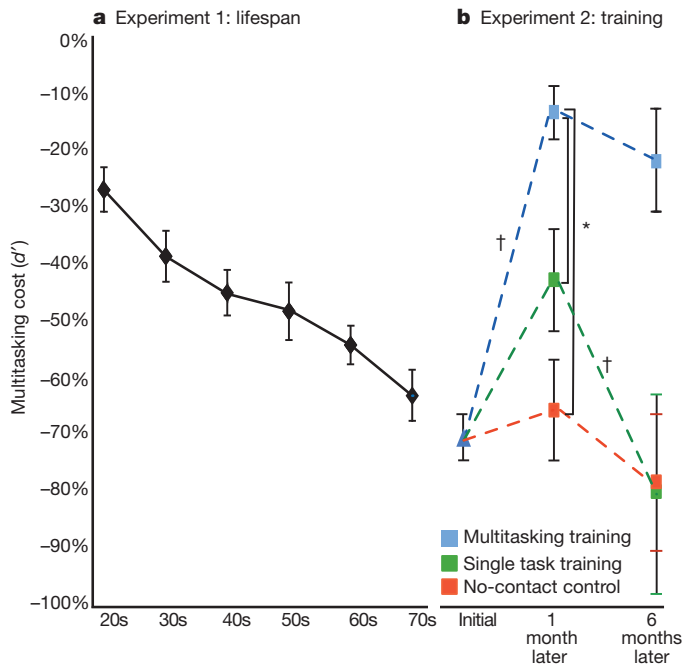 a Experiment 1: lifespan
b Experiment 2: training
Multitasking cost (d′)
0%
–10%
–20%
–30%
–40%
–50%
–60%
–70%
–80%
–90%
–100%
20s 30s 40s 50s 60s 70s
†
*
†
Multitasking training
Single task training
No-contact control
Initial
1
month
later
6
months
later